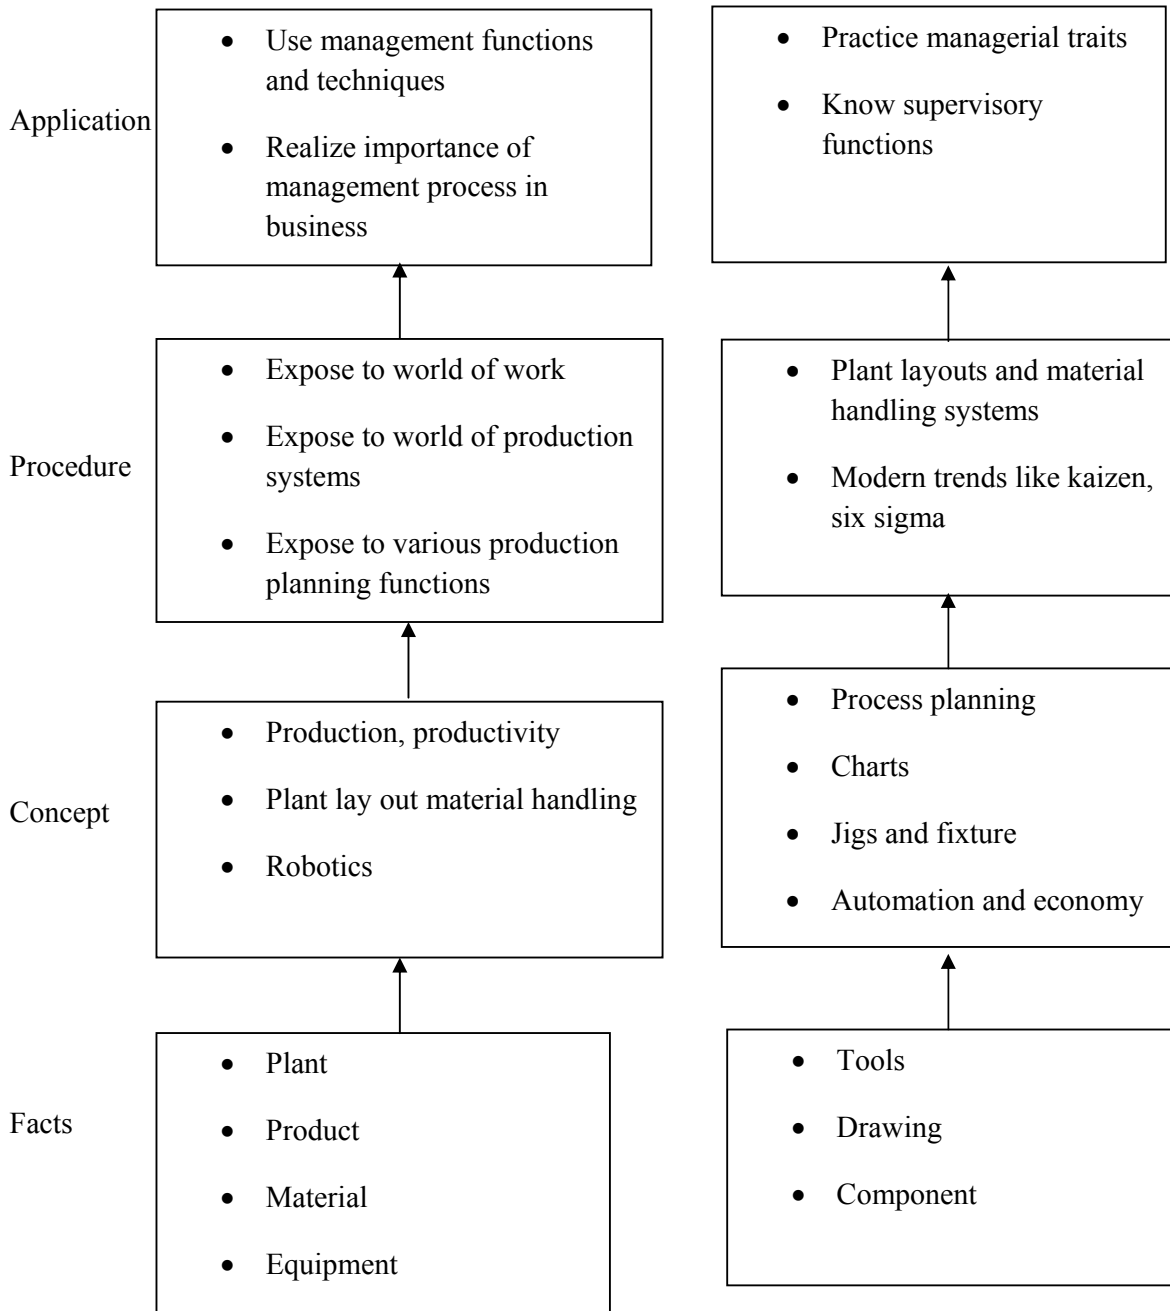 Application
• Use management functions
and techniques
• Realize importance of
management process in
business
• Practice managerial traits
• Know supervisory
functions
Procedure
• Expose to world of work
• Expose to world of production
systems
• Expose to various production
planning functions
• Plant layouts and material
handling systems
• Modern trends like kaizen,
six sigma
Concept
• Production, productivity
• Plant lay out material handling
• Robotics
• Process planning
• Charts
• Jigs and fixture
• Automation and economy
Facts
• Plant
• Product
• Material
• Equipment
• Tools
• Drawing
• Component